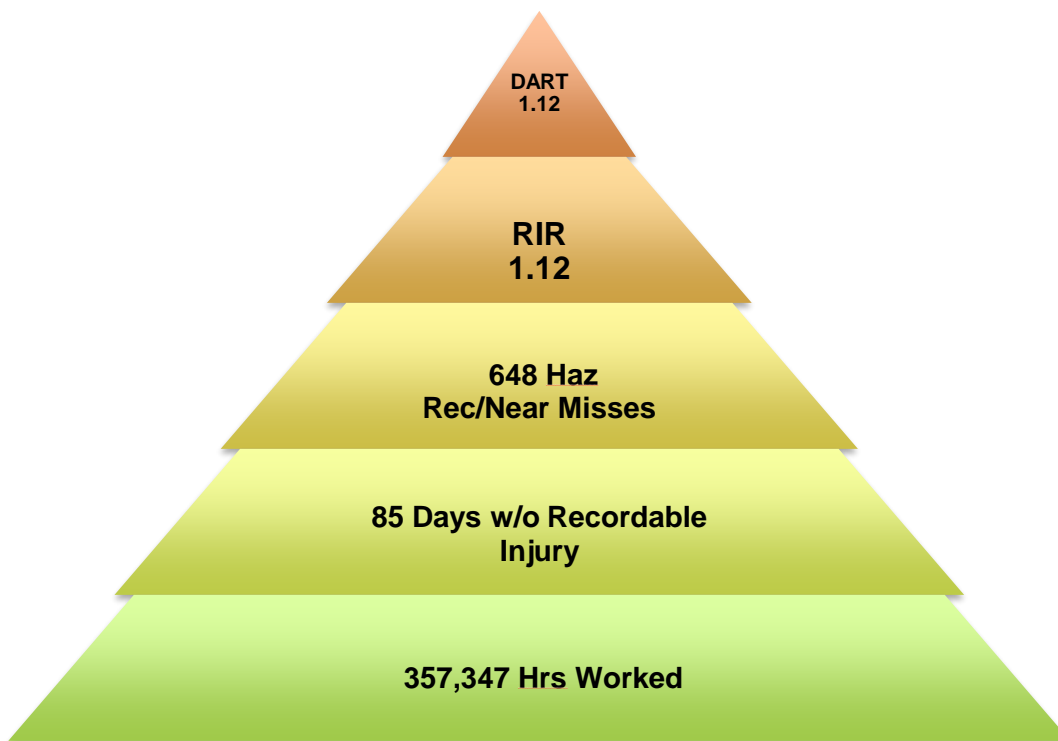 DART
1.12
RIR
1.12
648 Haz
Rec/Near Misses
85 Days w/o Recordable
Injury
357,347 Hrs Worked